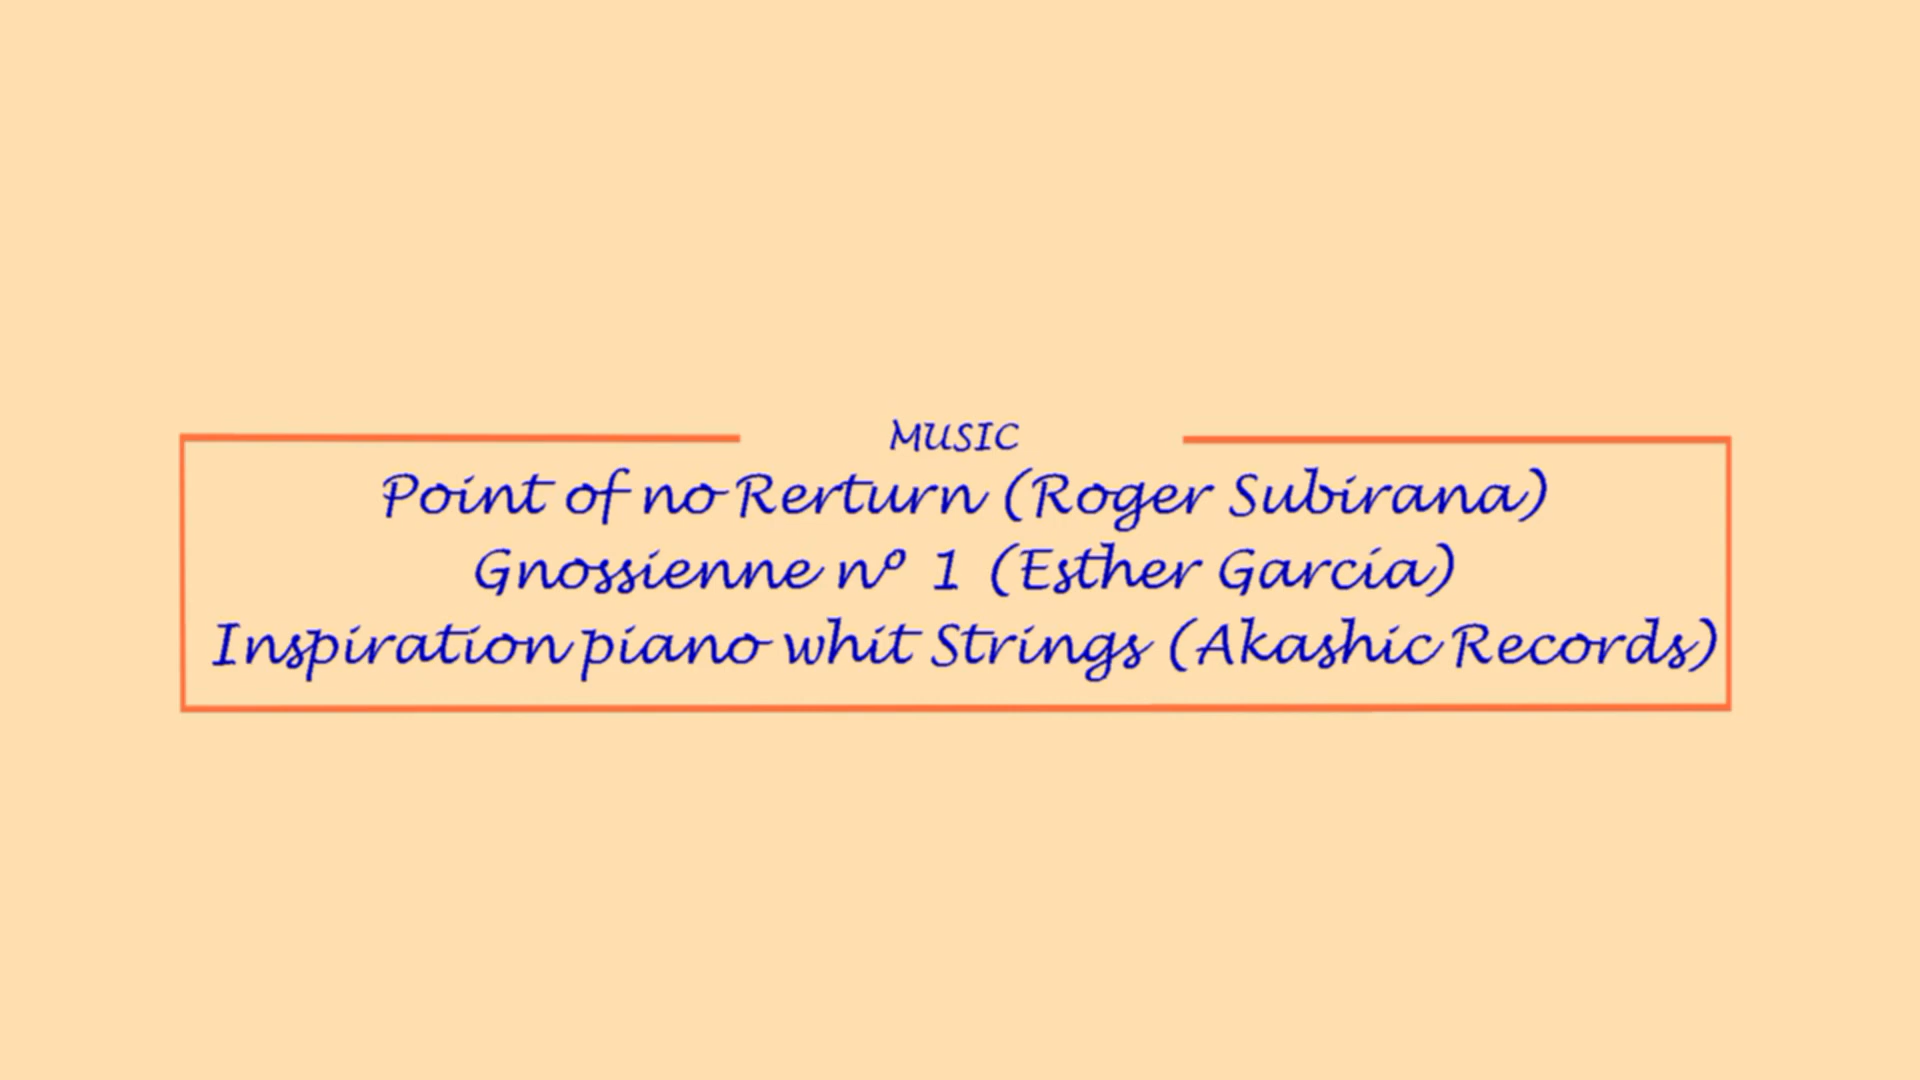 MUSIC
Point of no Rerturn (Roger Subirana)
Gnossienne nº 1 (Esther García)
Inspiration piano whit Strings (Akashic Records)